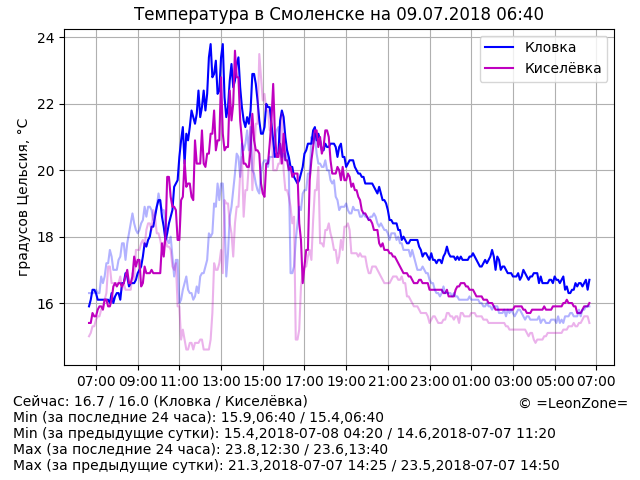 Температура в Смоленске на 09.07.2018 06:40
градусов Цельсия, °C
24
22
20
18
16
Кловка
Киселёвка
07:00 09:00 11:00 13:00 15:00 17:00 19:00 21:00 23:00 01:00 03:00 05:00 07:00
Сейчас: 16.7 / 16.0 (Кловка / Киселёвка)
© =LeonZone=
Min (за последние 24 часа): 15.9,06:40 / 15.4,06:40
Min (за предыдущие сутки): 15.4,2018-07-08 04:20 / 14.6,2018-07-07 11:20
Max (за последние 24 часа): 23.8,12:30 / 23.6,13:40
Max (за предыдущие сутки): 21.3,2018-07-07 14:25 / 23.5,2018-07-07 14:50